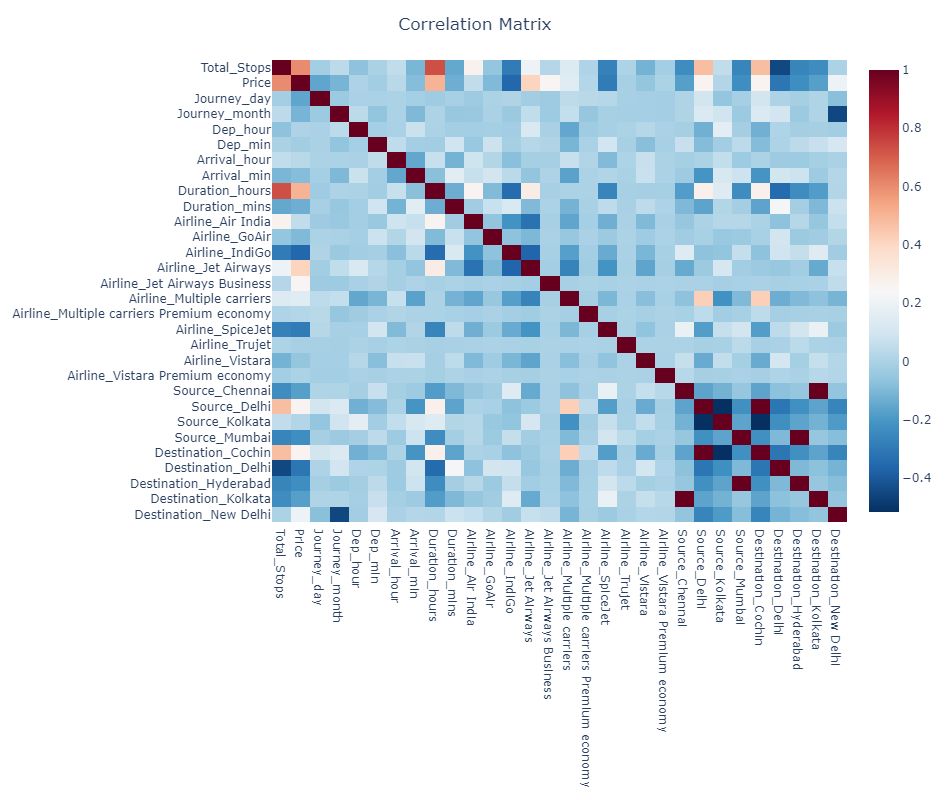 Correlation Matrix
Total_Stops
Price
Journey_day
Journey_month
Dep_hour
Dep_min
Arrival_hour
Arrival_min
Duration_hours
Duration_mins
Airline_Air India
Airline_GoAir
Airline_IndiGo
Airline_Jet Airways
Airline_Jet Airways Business
Airline_Multiple carriers
Airline_Multiple carriers Premium economy
Airline_SpiceJet
Airline_Trujet
Airline_Vistara
Airline_Vistara Premium economy
Source_Chennai
Source_Delhi
Source_Kolkata
Source_Mumbai
Destination_Cochin
Destination_Delhi
Destination_Hyderabad
Destination_Kolkata
Destination_New Delhi
Total_Stops
Price
Journey_day
Journey_month
Dep_hour
Dep_min
Arrival_hour
Arrival_min
Duration_hours
Duration_mins
Airline_Air India
Airline_GoAir
Airline_IndiGo
Airline_Jet Airways
Airline_Jet Airways Business
Airline_Multiple carriers
Airline_Multiple carriers Premium economy
Airline_SpiceJet
Airline_Trujet
Airline_Vistara
Airline_Vistara Premium economy
Source_Chennai
Source_Delhi
Source_Kolkata
Source_Mumbai
Destination_Cochin
Destination_Delhi
Destination_Hyderabad
Destination_Kolkata
Destination_New Delhi
1
0.8
0.6
0.4
0.2
0
−0.2
−0.4